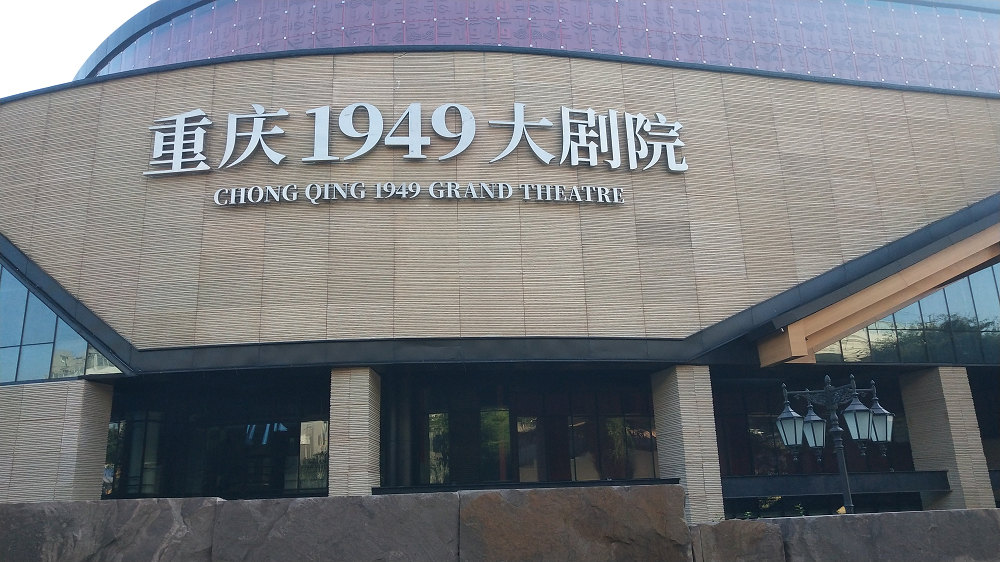 重庆1949大剧院
CHONG QING 1949 GRAND THEATRE